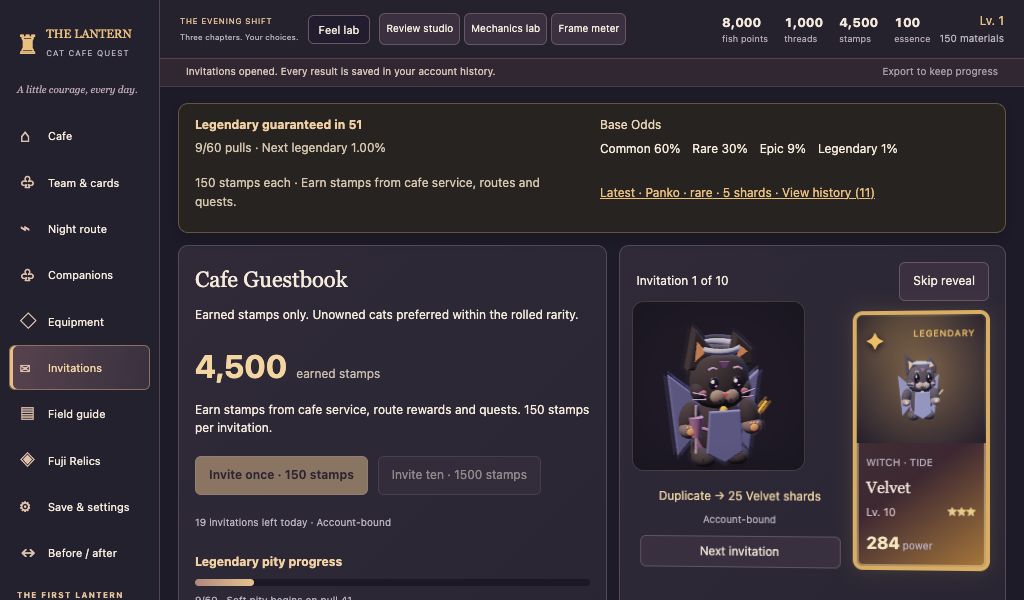 THE LANTERN
CAT CAFE QUEST
A little courage, every day.
Cafe
Team & cards
Night route
Companions
Equipment
Invitations
Field guide
Fuji Relics
Save & settings
Before / after
THE FIRST LANTERN
THE EVENING SHIFT
Three chapters. Your choices.
Feel lab
Review studio
Mechanics lab
Frame meter
8,000
fish points
1,000
threads
4,500
stamps
100
essence
Lv. 1
150 materials
Invitations opened. Every result is saved in your account history.
Export to keep progress
Legendary guaranteed in 51
9/60 pulls · Next legendary 1.00%
150 stamps each · Earn stamps from cafe service, routes and
quests.
Base Odds
Common 60% Rare 30% Epic 9% Legendary 1%
Latest · Panko · rare · 5 shards · View history (11)
Cafe Guestbook
Earned stamps only. Unowned cats preferred within the rolled rarity.
4,500 earned stamps
Earn stamps from cafe service, route rewards and quests. 150 stamps
per invitation.
Invite once · 150 stamps
Invite ten · 1500 stamps
19 invitations left today · Account-bound
Legendary pity progress
9/60 · Soft pity begins on pull 41
Invitation 1 of 10
Skip reveal
Duplicate → 25 Velvet shards
Account-bound
Next invitation
LEGENDARY
WITCH · TIDE
Velvet
Lv. 10
284 power